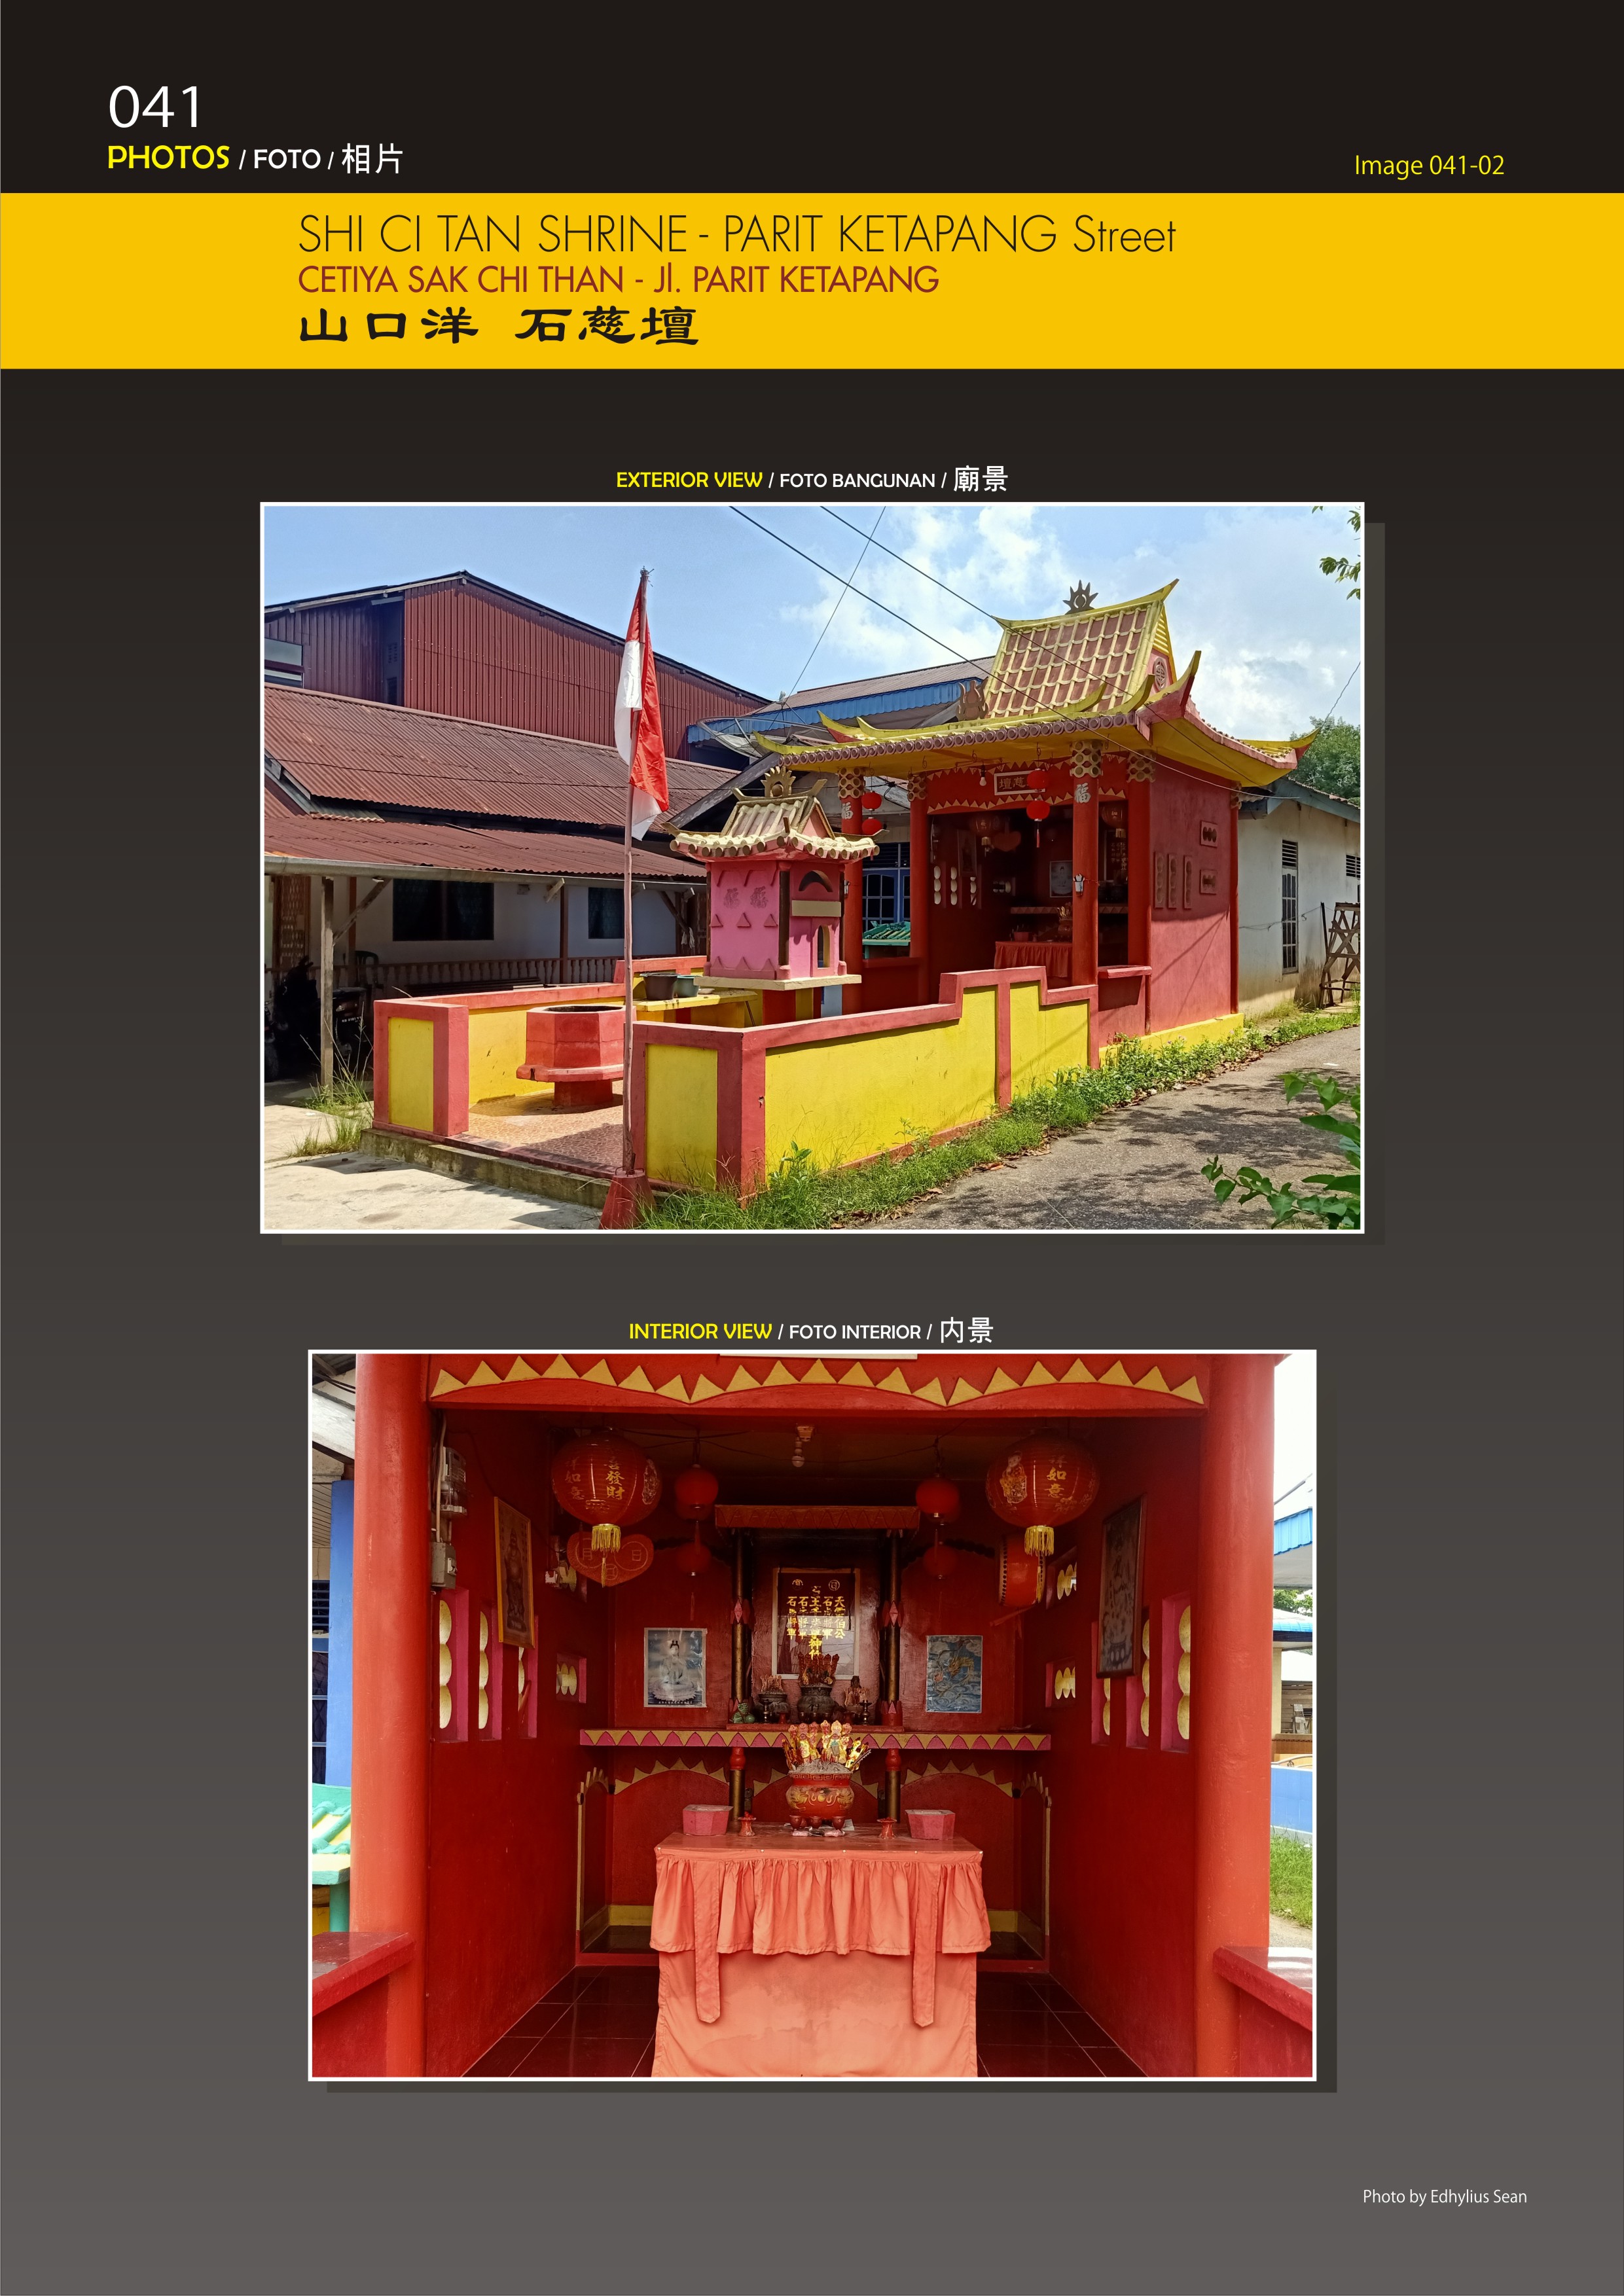 041
PHOTOS / FOTO / 相片
Image 041-02
SHI CI TAN SHRINE - PARIT KETAPANG Street
CETIYA SAK CHI THAN - Jl. PARIT KETAPANG
山口洋 石慈壇
EXTERIOR VIEW / FOTO BANGUNAN / 廟景
福
福
INTERIOR VIEW / FOTO INTERIOR / 内景
發財
如意
Photo by Edhylius Sean